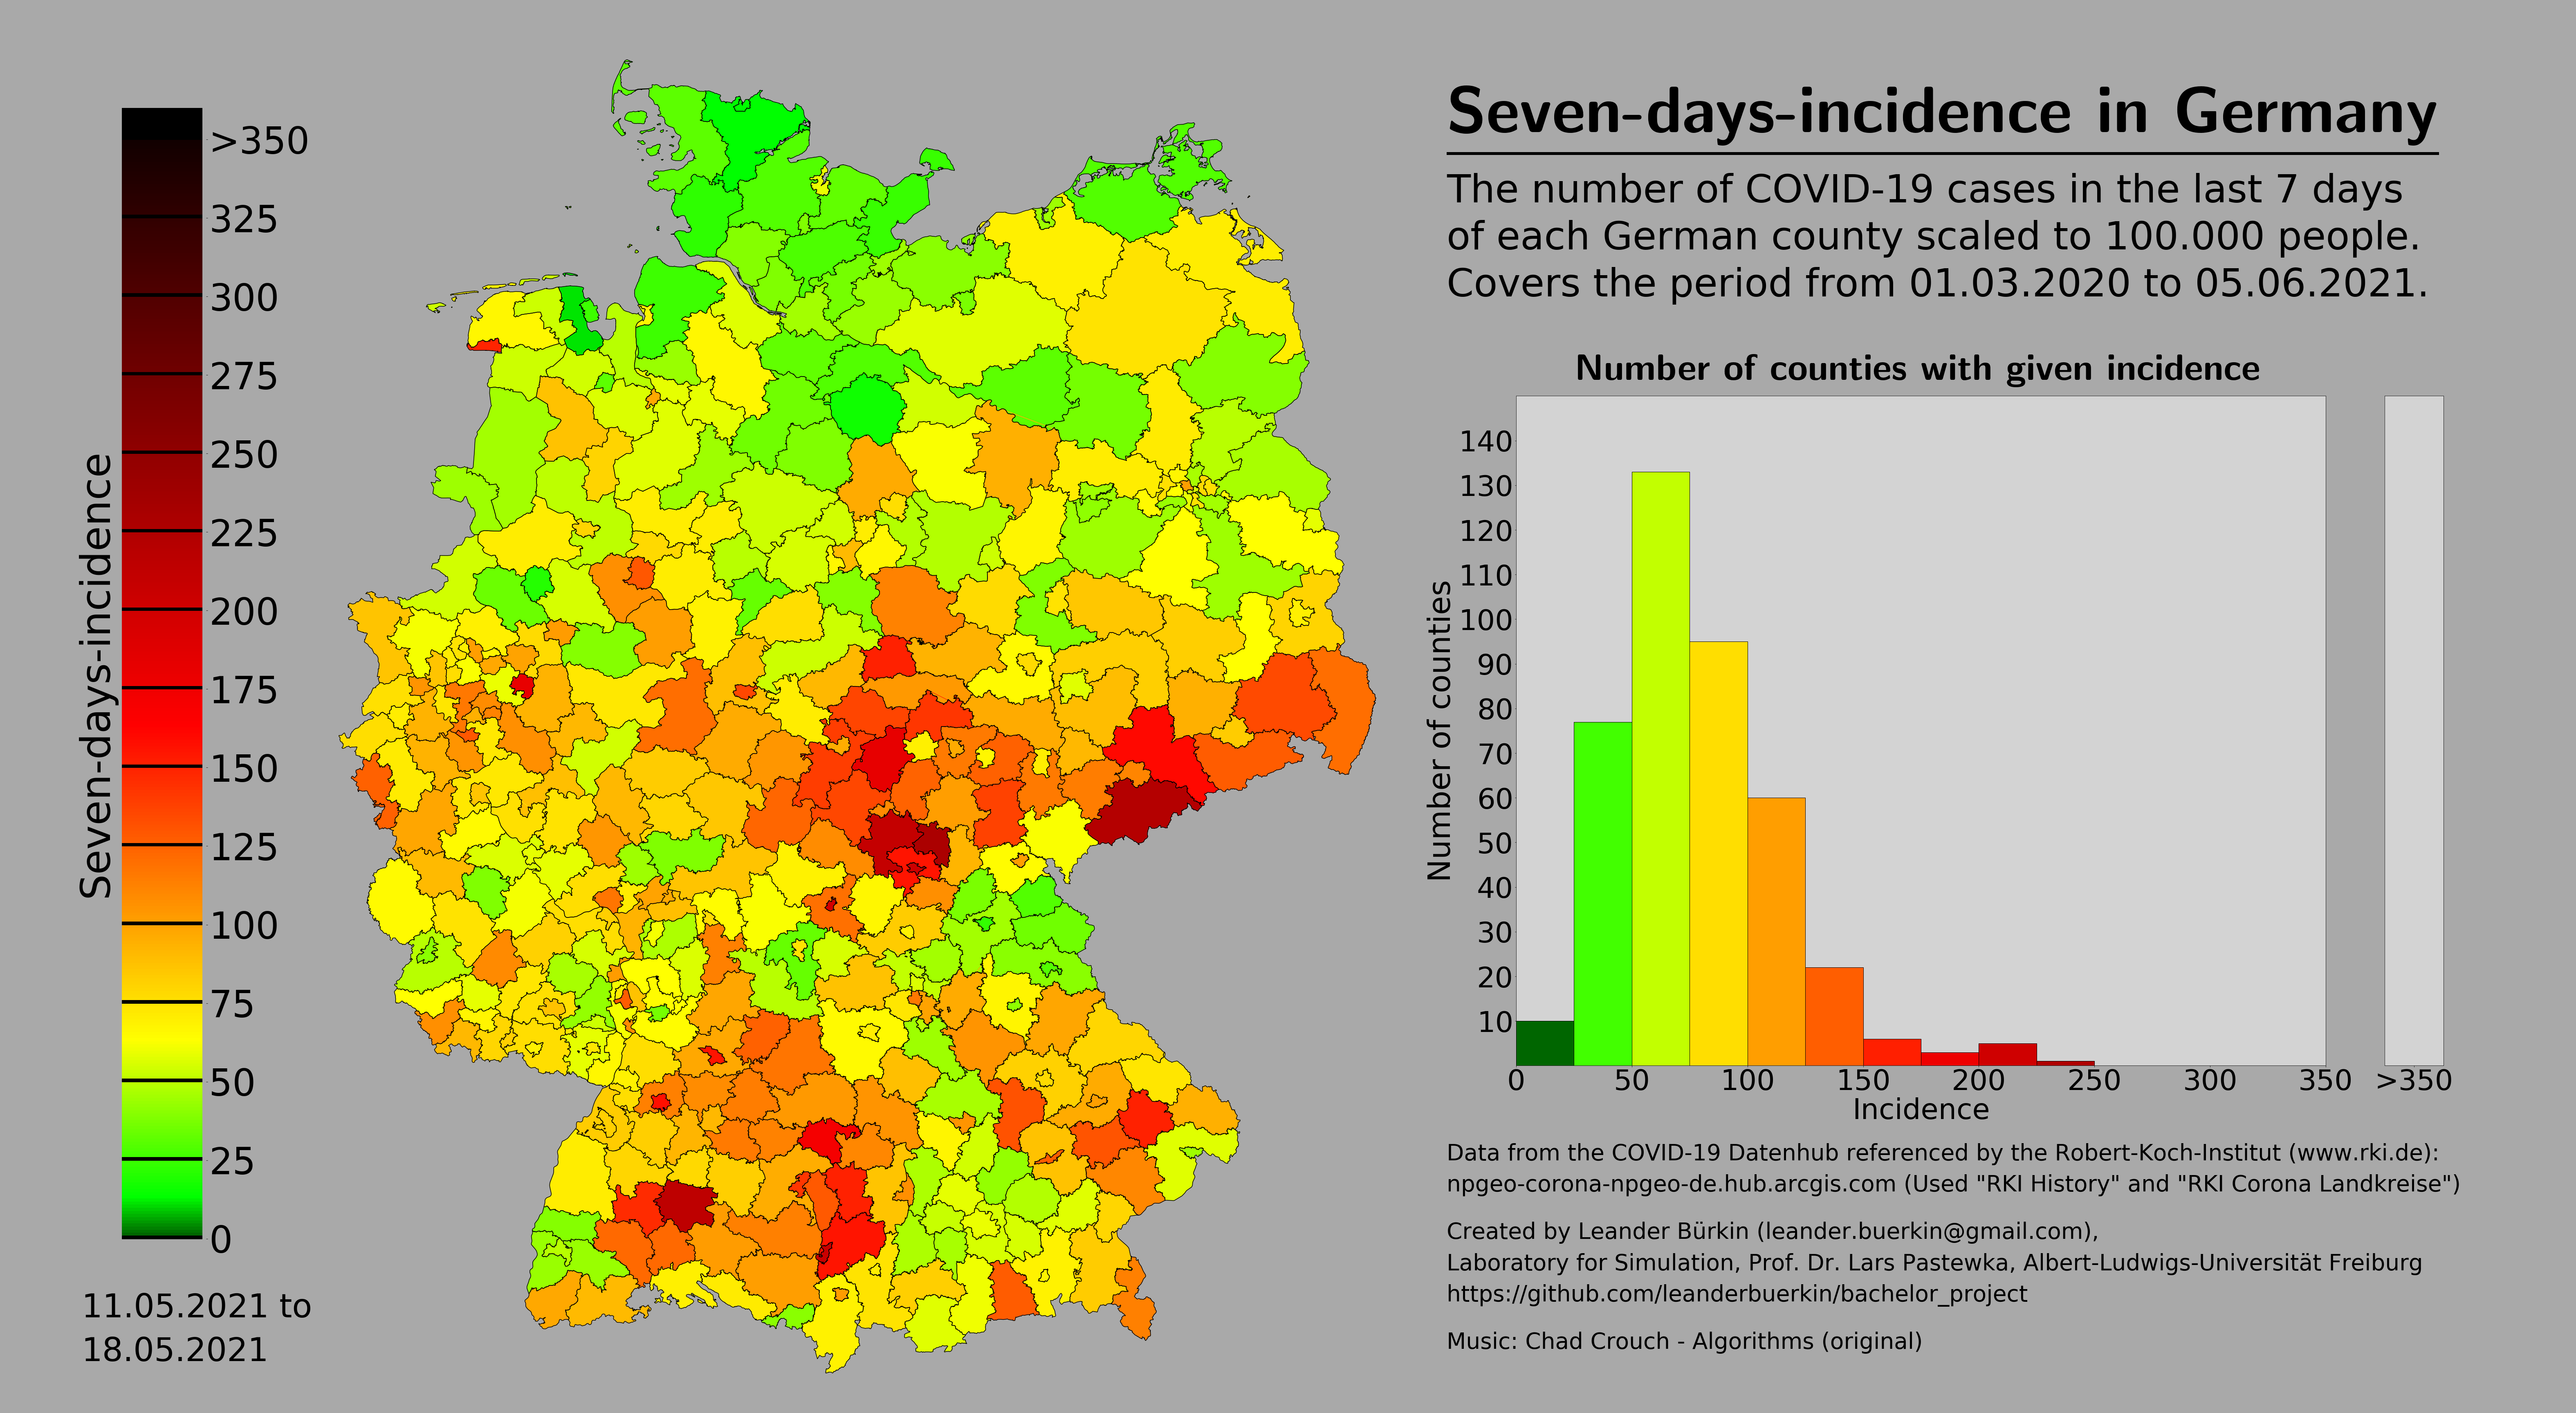 Seven-days-incidence in Germany
The number of COVID-19 cases in the last 7 days
of each German county scaled to 100.000 people.
Covers the period from 01.03.2020 to 05.06.2021.
Seven-days-incidence
>350
325
300
275
250
225
200
175
150
125
100
75
50
25
0
11.05.2021 to
18.05.2021
Number of counties with given incidence
Number of counties
140
130
120
110
100
90
80
70
60
50
40
30
20
10
0 50 100 150 200 250 300 350 >350
Incidence
Data from the COVID-19 Datenhub referenced by the Robert-Koch-Institut (www.rki.de):
npgeo-corona-npgeo-de.hub.arcgis.com (Used "RKI History" and "RKI Corona Landkreise")
Created by Leander Bürkin (leander.buerkin@gmail.com),
Laboratory for Simulation, Prof. Dr. Lars Pastewka, Albert-Ludwigs-Universität Freiburg
https://github.com/leanderbuerkin/bachelor_project
Music: Chad Crouch - Algorithms (original)